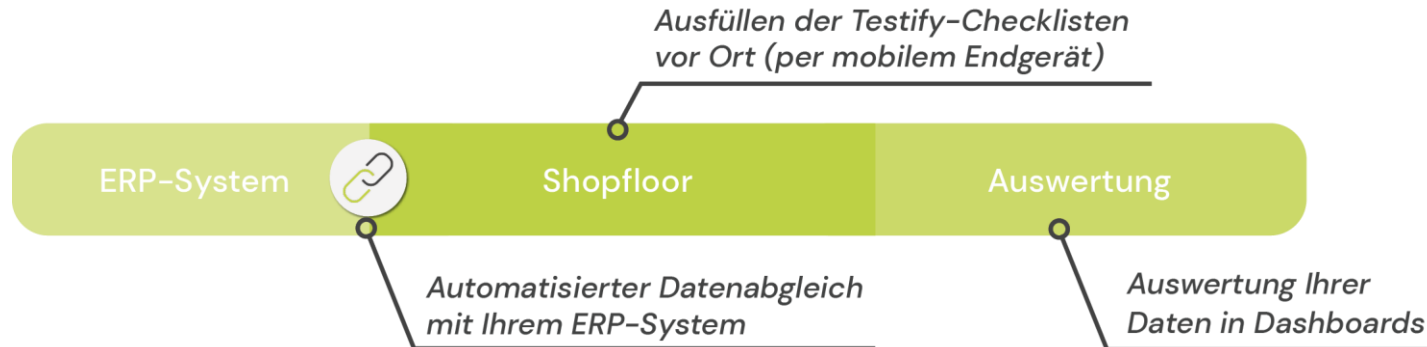 Ausfüllen der Testify-Checklisten
vor Ort (per mobilem Endgerät)
ERP-System
Shopfloor
Auswertung
Automatisierter Datenabgleich
mit Ihrem ERP-System
Auswertung Ihrer
Daten in Dashboards